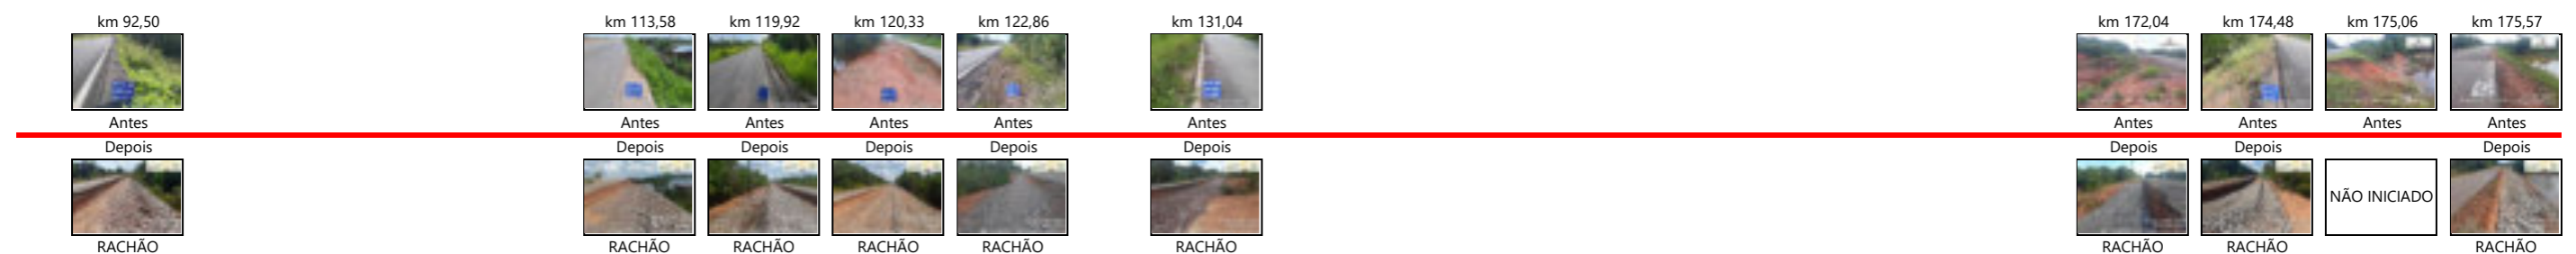 km 92,50
km 113,58
km 119,92
km 120,33
km 122,86
km 131,04
km 172,04
km 174,48
km 175,06
km 175,57
Antes
Antes
Antes
Antes
Antes
Antes
Antes
Antes
Antes
Antes
Depois
Depois
Depois
Depois
Depois
Depois
Depois
Depois
Depois
NÃO INICIADO
RACHÃO
RACHÃO
RACHÃO
RACHÃO
RACHÃO
RACHÃO
RACHÃO
RACHÃO
RACHÃO